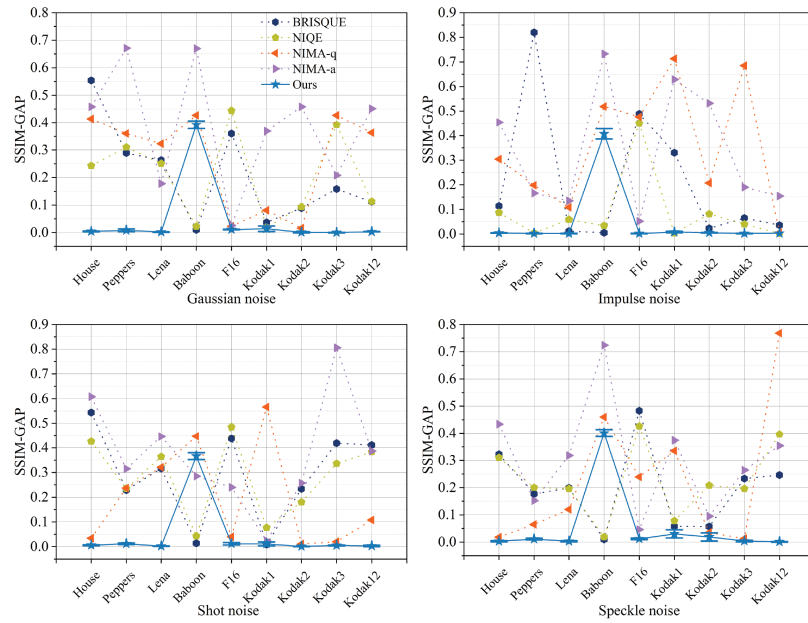 0.8
0.7
0.6
0.5
0.4
0.3
0.2
0.1
0.0
SSIM-GAP
BRISQUE
NIQE
NIMA-q
NIMA-a
Ours
House
Peppers
Lena
Baboon
F16
Kodak1
Kodak2
Kodak3
Kodak12
Gaussian noise
0.9
0.8
0.7
0.6
0.5
0.4
0.3
0.2
0.1
0.0
SSIM-GAP
House
Peppers
Lena
Baboon
F16
Kodak1
Kodak2
Kodak3
Kodak12
Impulse noise
0.9
0.8
0.7
0.6
0.5
0.4
0.3
0.2
0.1
0.0
SSIM-GAP
House
Peppers
Lena
Baboon
F16
Kodak1
Kodak2
Kodak3
Kodak12
Shot noise
0.8
0.7
0.6
0.5
0.4
0.3
0.2
0.1
0.0
SSIM-GAP
House
Peppers
Lena
Baboon
F16
Kodak1
Kodak2
Kodak3
Kodak12
Speckle noise